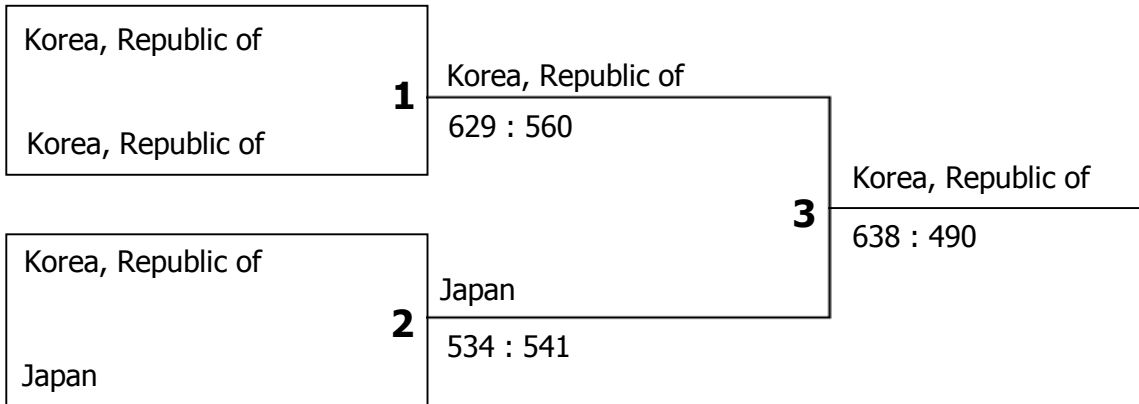 Korea, Republic of
1
Korea, Republic of
Korea, Republic of
629 : 560
Korea, Republic of
3
638 : 490
Korea, Republic of
2
Japan
Japan
534 : 541